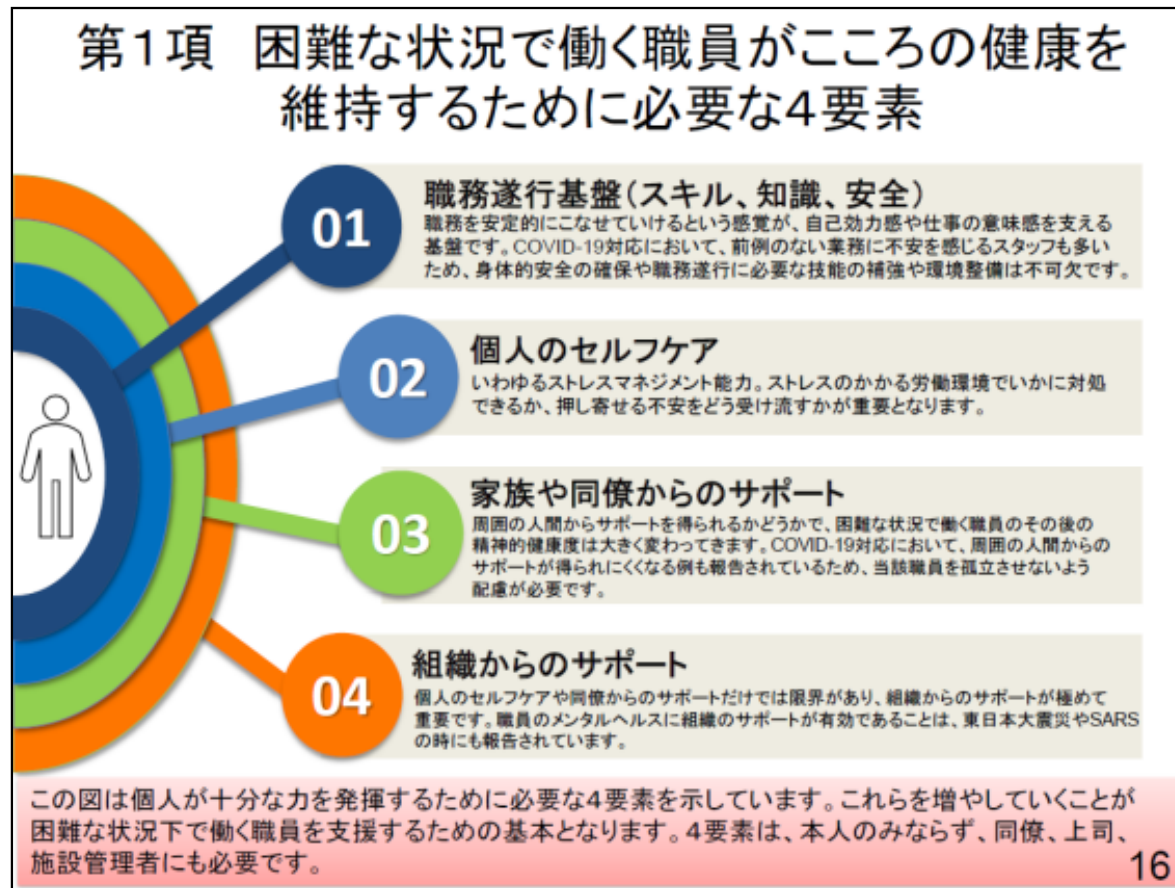 第1項　困難な状況で働く職員がこころの健康を
維持するために必要な4要素
01
職務遂行基盤(スキル、知識、安全)
職務を安定的にこなせていけるという感覚が、自己効力感や仕事の意味感を支える
基盤です。COVID-19対応において、前例のない業務に不安を感じるスタッフも多い
ため、身体的安全の確保や職務遂行に必要な技能の補強や環境整備は不可欠です。
02
個人のセルフケア
いわゆるストレスマネジメント能力。ストレスのかかる労働環境でいかに対処
できるか、押し寄せる不安をどう受け流すかが重要となります。
03
家族や同僚からのサポート
周囲の人間からサポートを得られるかどうかで、困難な状況で働く職員のその後の
精神的健康度は大きく変わってきます。COVID-19対応において、周囲の人間からの
サポートが得られにくくなる例も報告されているため、当該職員を孤立させないよう
配慮が必要です。
04
組織からのサポート
個人のセルフケアや同僚からのサポートだけでは限界があり、組織からのサポートが極めて
重要です。職員のメンタルヘルスに組織のサポートが有効であることは、東日本大震災やSARS
の時にも報告されています。
この図は個人が十分な力を発揮するために必要な4要素を示しています。これらを増やしていくことが
困難な状況下で働く職員を支援するための基本となります。4要素は、本人のみならず、同僚、上司、
施設管理者にも必要です。
16